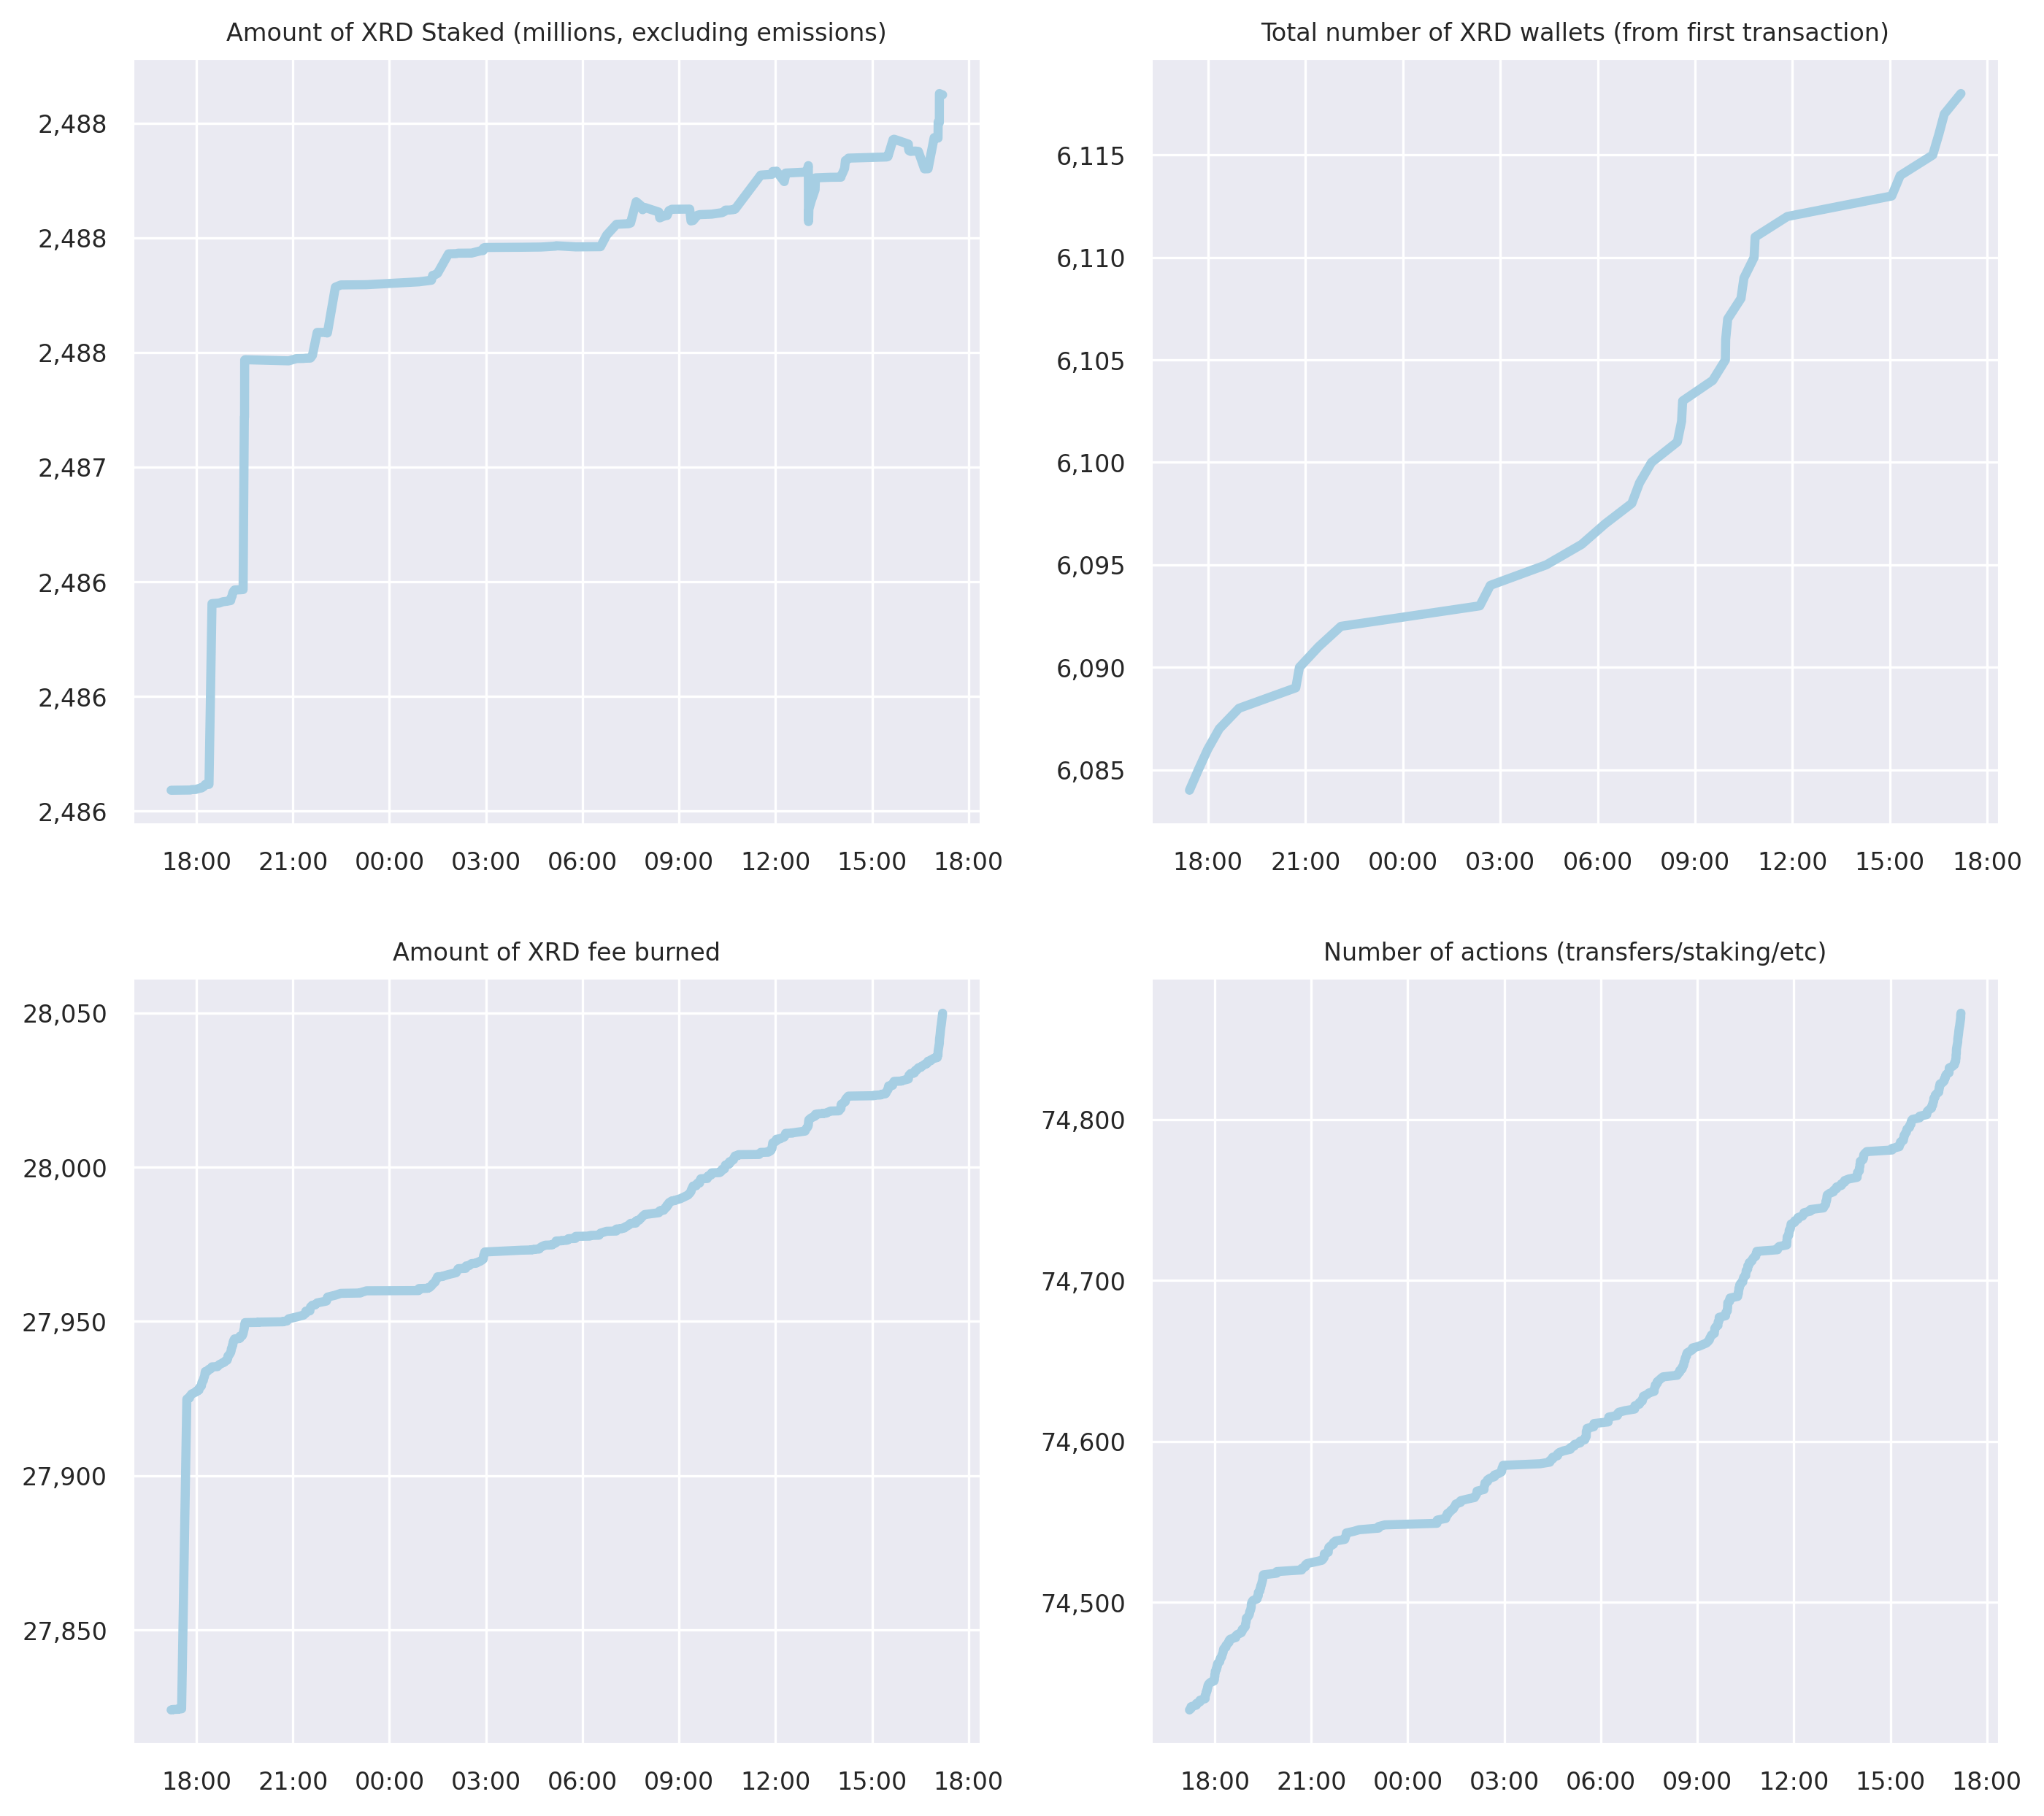 Amount of XRD Staked (millions, excluding emissions)
2,488
2,488
2,488
2,487
2,486
2,486
2,486
18:00 21:00 00:00 03:00 06:00 09:00 12:00 15:00 18:00
Total number of XRD wallets (from first transaction)
6,115
6,110
6,105
6,100
6,095
6,090
6,085
18:00 21:00 00:00 03:00 06:00 09:00 12:00 15:00 18:00
Amount of XRD fee burned
28,050
28,000
27,950
27,900
27,850
18:00 21:00 00:00 03:00 06:00 09:00 12:00 15:00 18:00
Number of actions (transfers/staking/etc)
74,800
74,700
74,600
74,500
18:00 21:00 00:00 03:00 06:00 09:00 12:00 15:00 18:00